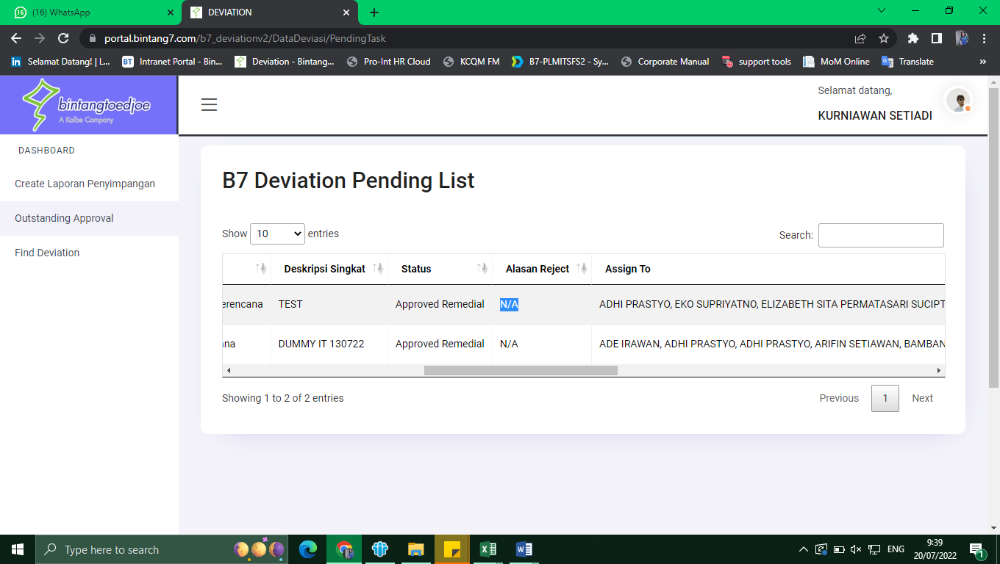 16 (16) WhatsApp
DEVIATION
portal.bintang7.com/b7_deviationv2/DataDeviasi/PendingTask
in Selamat Datang! | L...
BT Intranet Portal - Bin...
Deviation - Bintang...
Pro-Int HR Cloud
KCQM FM
B7-PLMITSFS2 - Sy...
Corporate Manual
support tools
MoM Online
Translate
»
bintangtoedjoe
A Kalbe Company
Selamat datang,
KURNIAWAN SETIADI
DASHBOARD
Create Laporan Penyimpangan
Outstanding Approval
Find Deviation
B7 Deviation Pending List
Show 10 entries
Search:
Deskripsi Singkat Status Alasan Reject Assign To
erencana TEST Approved Remedial N/A ADHI PRASTYO, EKO SUPRIYATNO, ELIZABETH SITA PERMATASARI SUCIPT
na DUMMY IT 130722 Approved Remedial N/A ADE IRAWAN, ADHI PRASTYO, ADHI PRASTYO, ARIFIN SETIAWAN, BAMBAN
Showing 1 to 2 of 2 entries
Previous 1 Next
Type here to search
ENG
9:39
20/07/2022
1